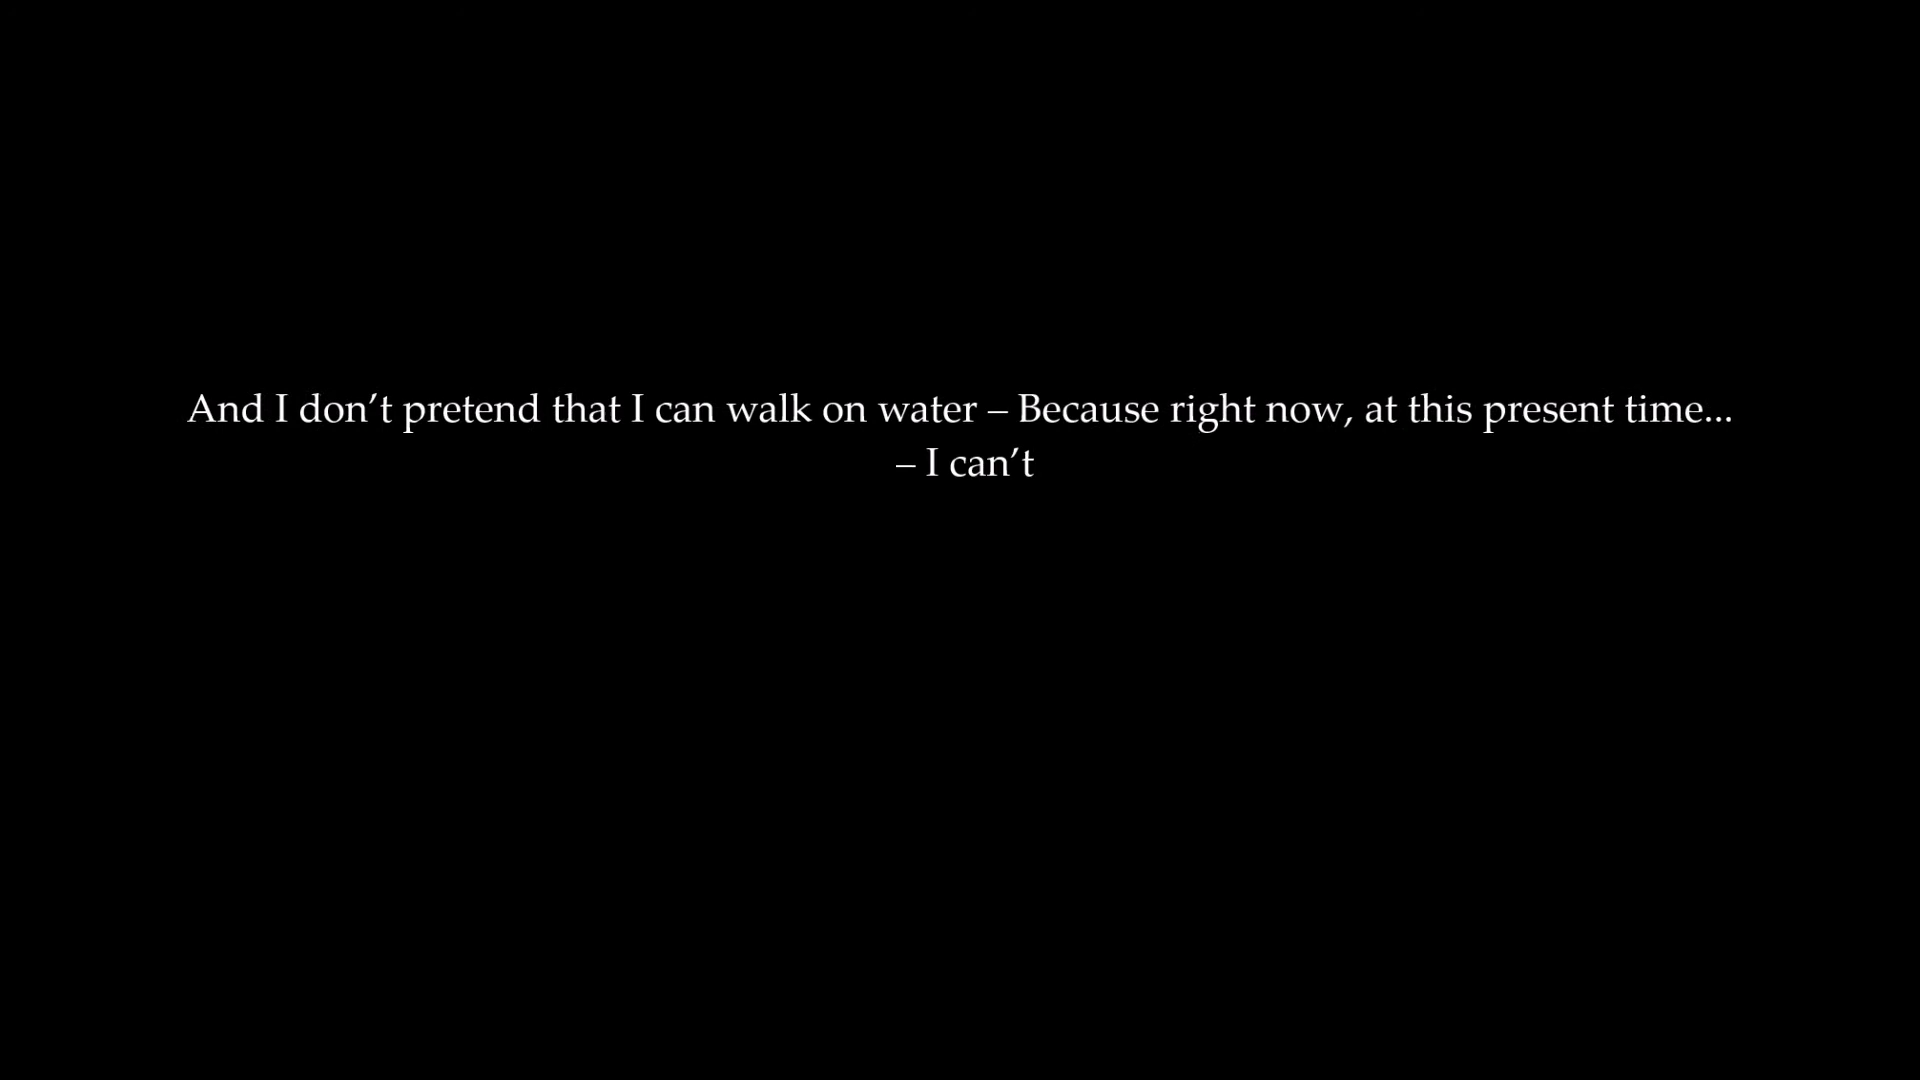 And I don’t pretend that I can walk on water – Because right now, at this present time...
– I can’t